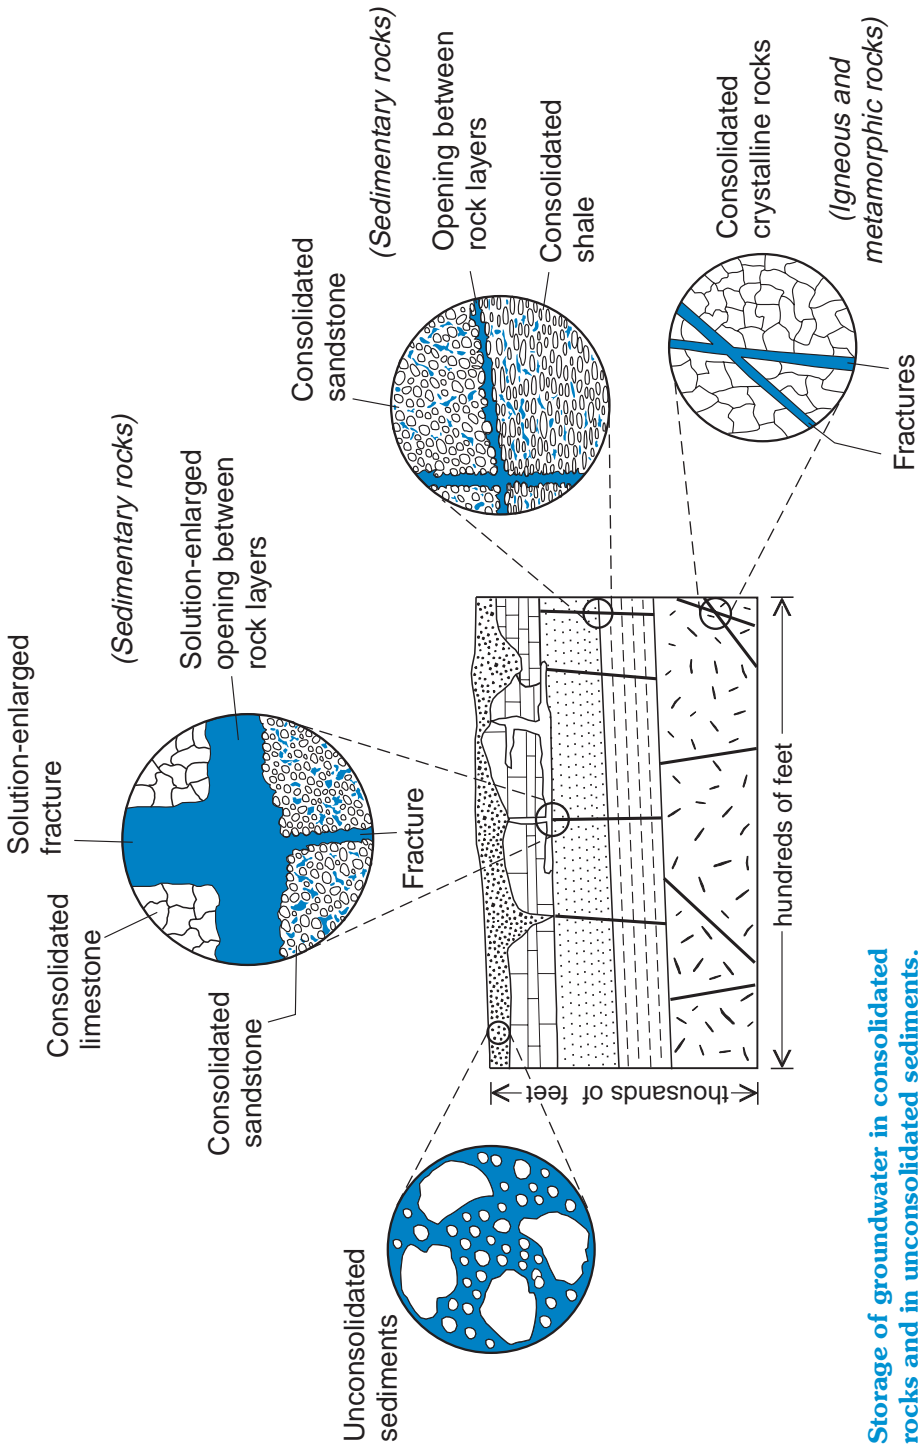 Solution-enlarged
fracture
Consolidated
limestone
(Sedimentary rocks)
Solution-enlarged
opening between
rock layers
Consolidated
sandstone
Fracture
Consolidated
sandstone
(Sedimentary rocks)
Opening between
rock layers
Consolidated
shale
Unconsolidated
sediments
thousands of feet
hundreds of feet
Consolidated
crystalline rocks
(Igneous and
metamorphic rocks)
Fractures
Storage of groundwater in consolidated
rocks and in unconsolidated sediments.